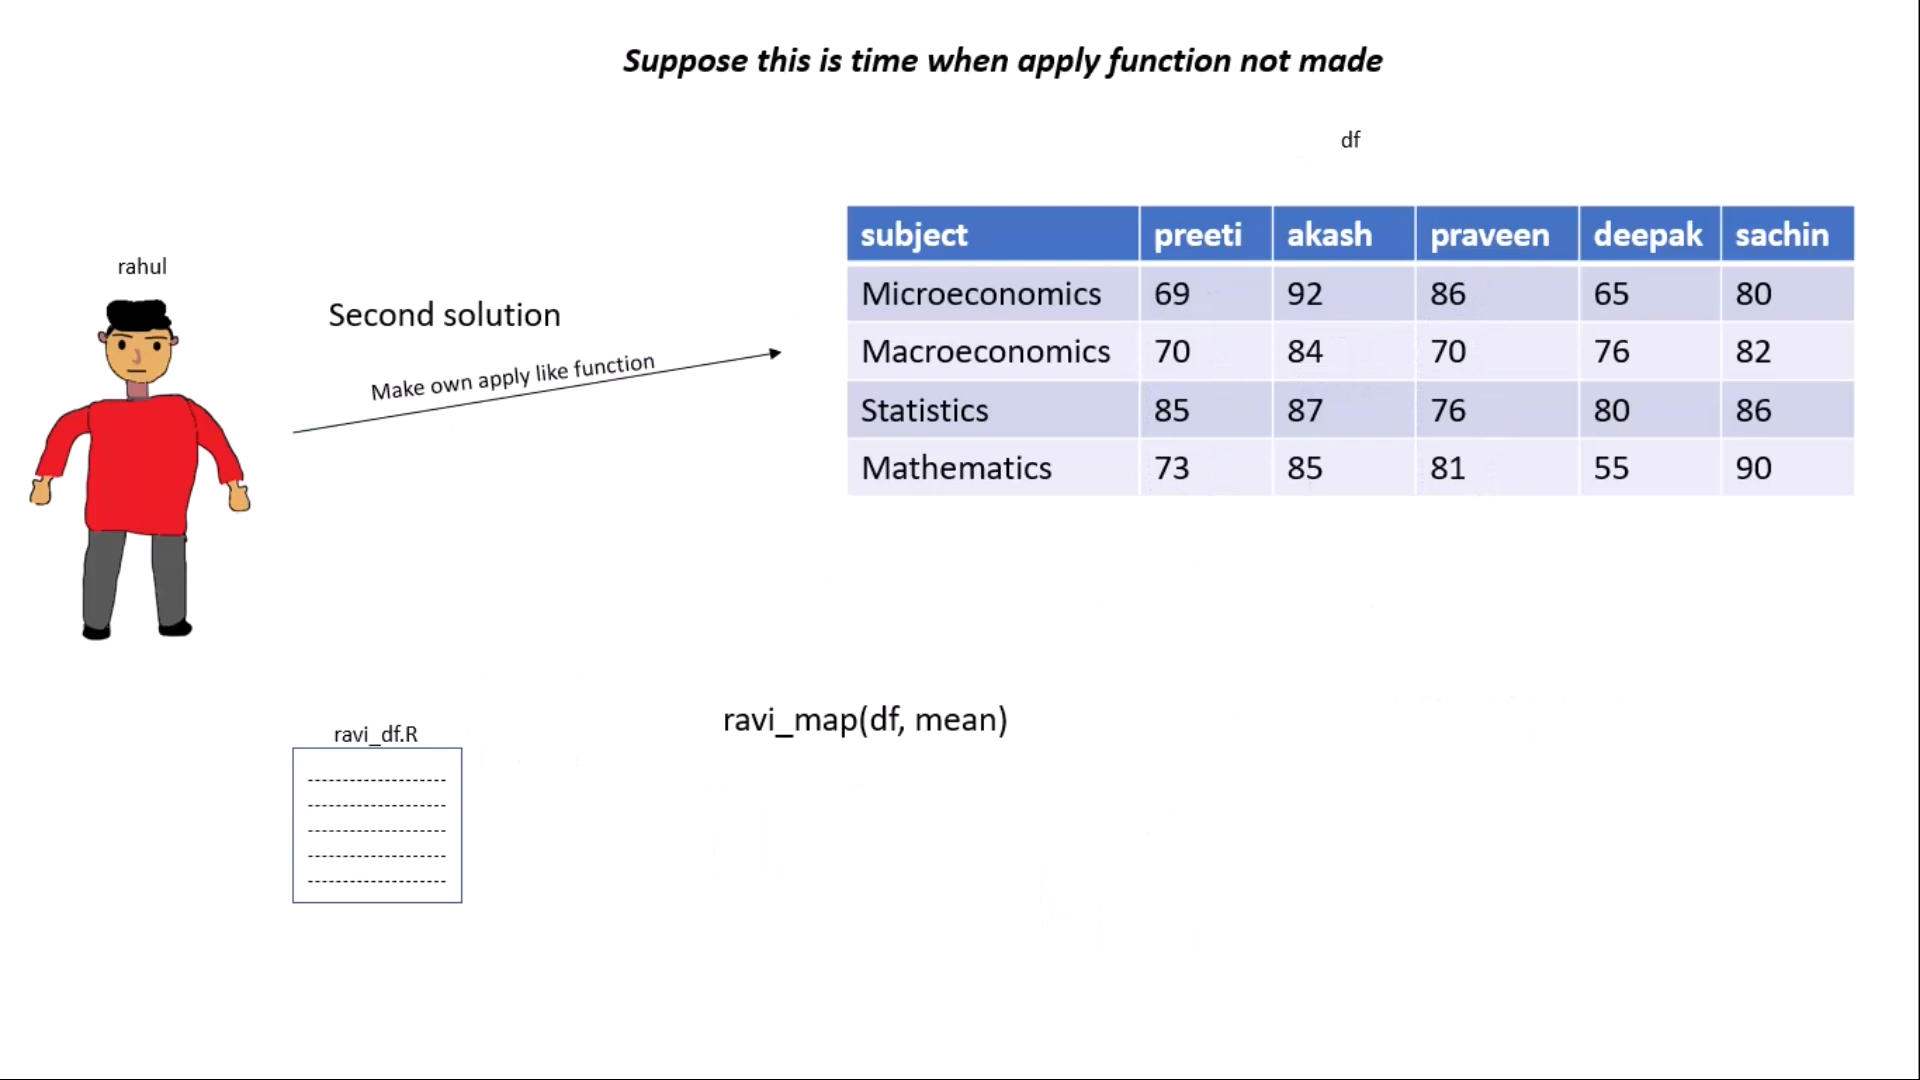 Suppose this is time when apply function not made
df
rahul
Second solution
Make own apply like function
subject preeti akash praveen deepak sachin
Microeconomics 69 92 86 65 80
Macroeconomics 70 84 70 76 82
Statistics 85 87 76 80 86
Mathematics 73 85 81 55 90
ravi_df.R
ravi_map(df, mean)